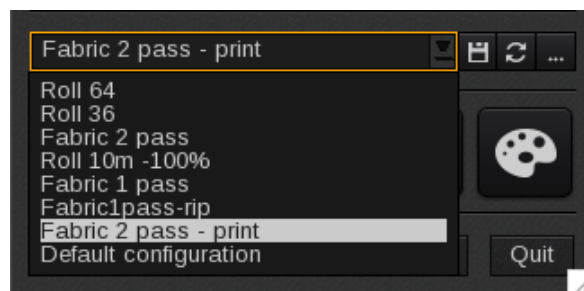 Fabric 2 pass - print
...
Roll 64
Roll 36
Fabric 2 pass
Roll 10m -100%
Fabric 1 pass
Fabric1pass-rip
Fabric 2 pass - print
Default configuration
Quit